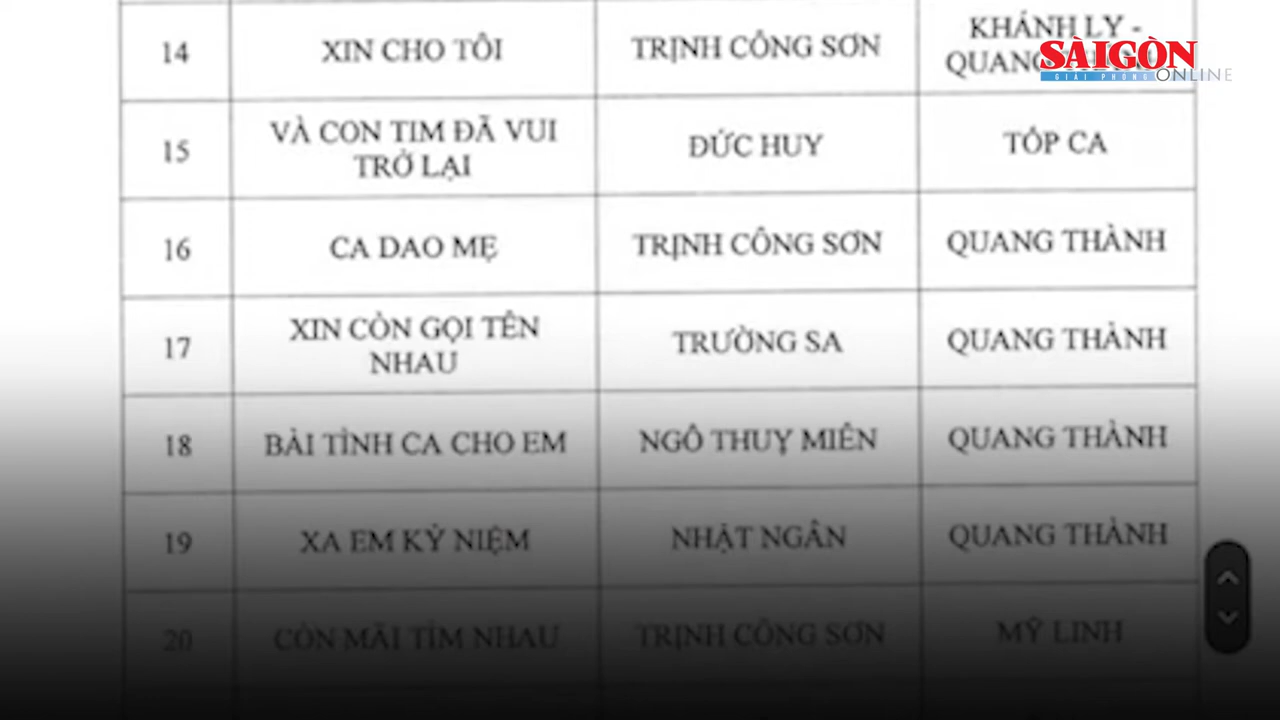 14 XIN CHO TÔI TRỊNH CÔNG SƠN KHÁNH LY -
QUANG
SÀIGÒN
GIẢI PHÓNG ONLINE
15 VÀ CON TIM ĐÃ VUI
TRỞ LẠI ĐỨC HUY TỐP CA
16 CA DAO MẸ TRỊNH CÔNG SƠN QUANG THÀNH
17 XIN CÒN GỌI TÊN
NHAU TRƯỜNG SA QUANG THÀNH
18 BÀI TÌNH CA CHO EM NGÔ THUỴ MIÊN QUANG THÀNH
19 XA EM KỶ NIỆM NHẬT NGÂN QUANG THÀNH
20 CÒN MÃI TÌM NHAU TRỊNH CÔNG SƠN MỸ LINH